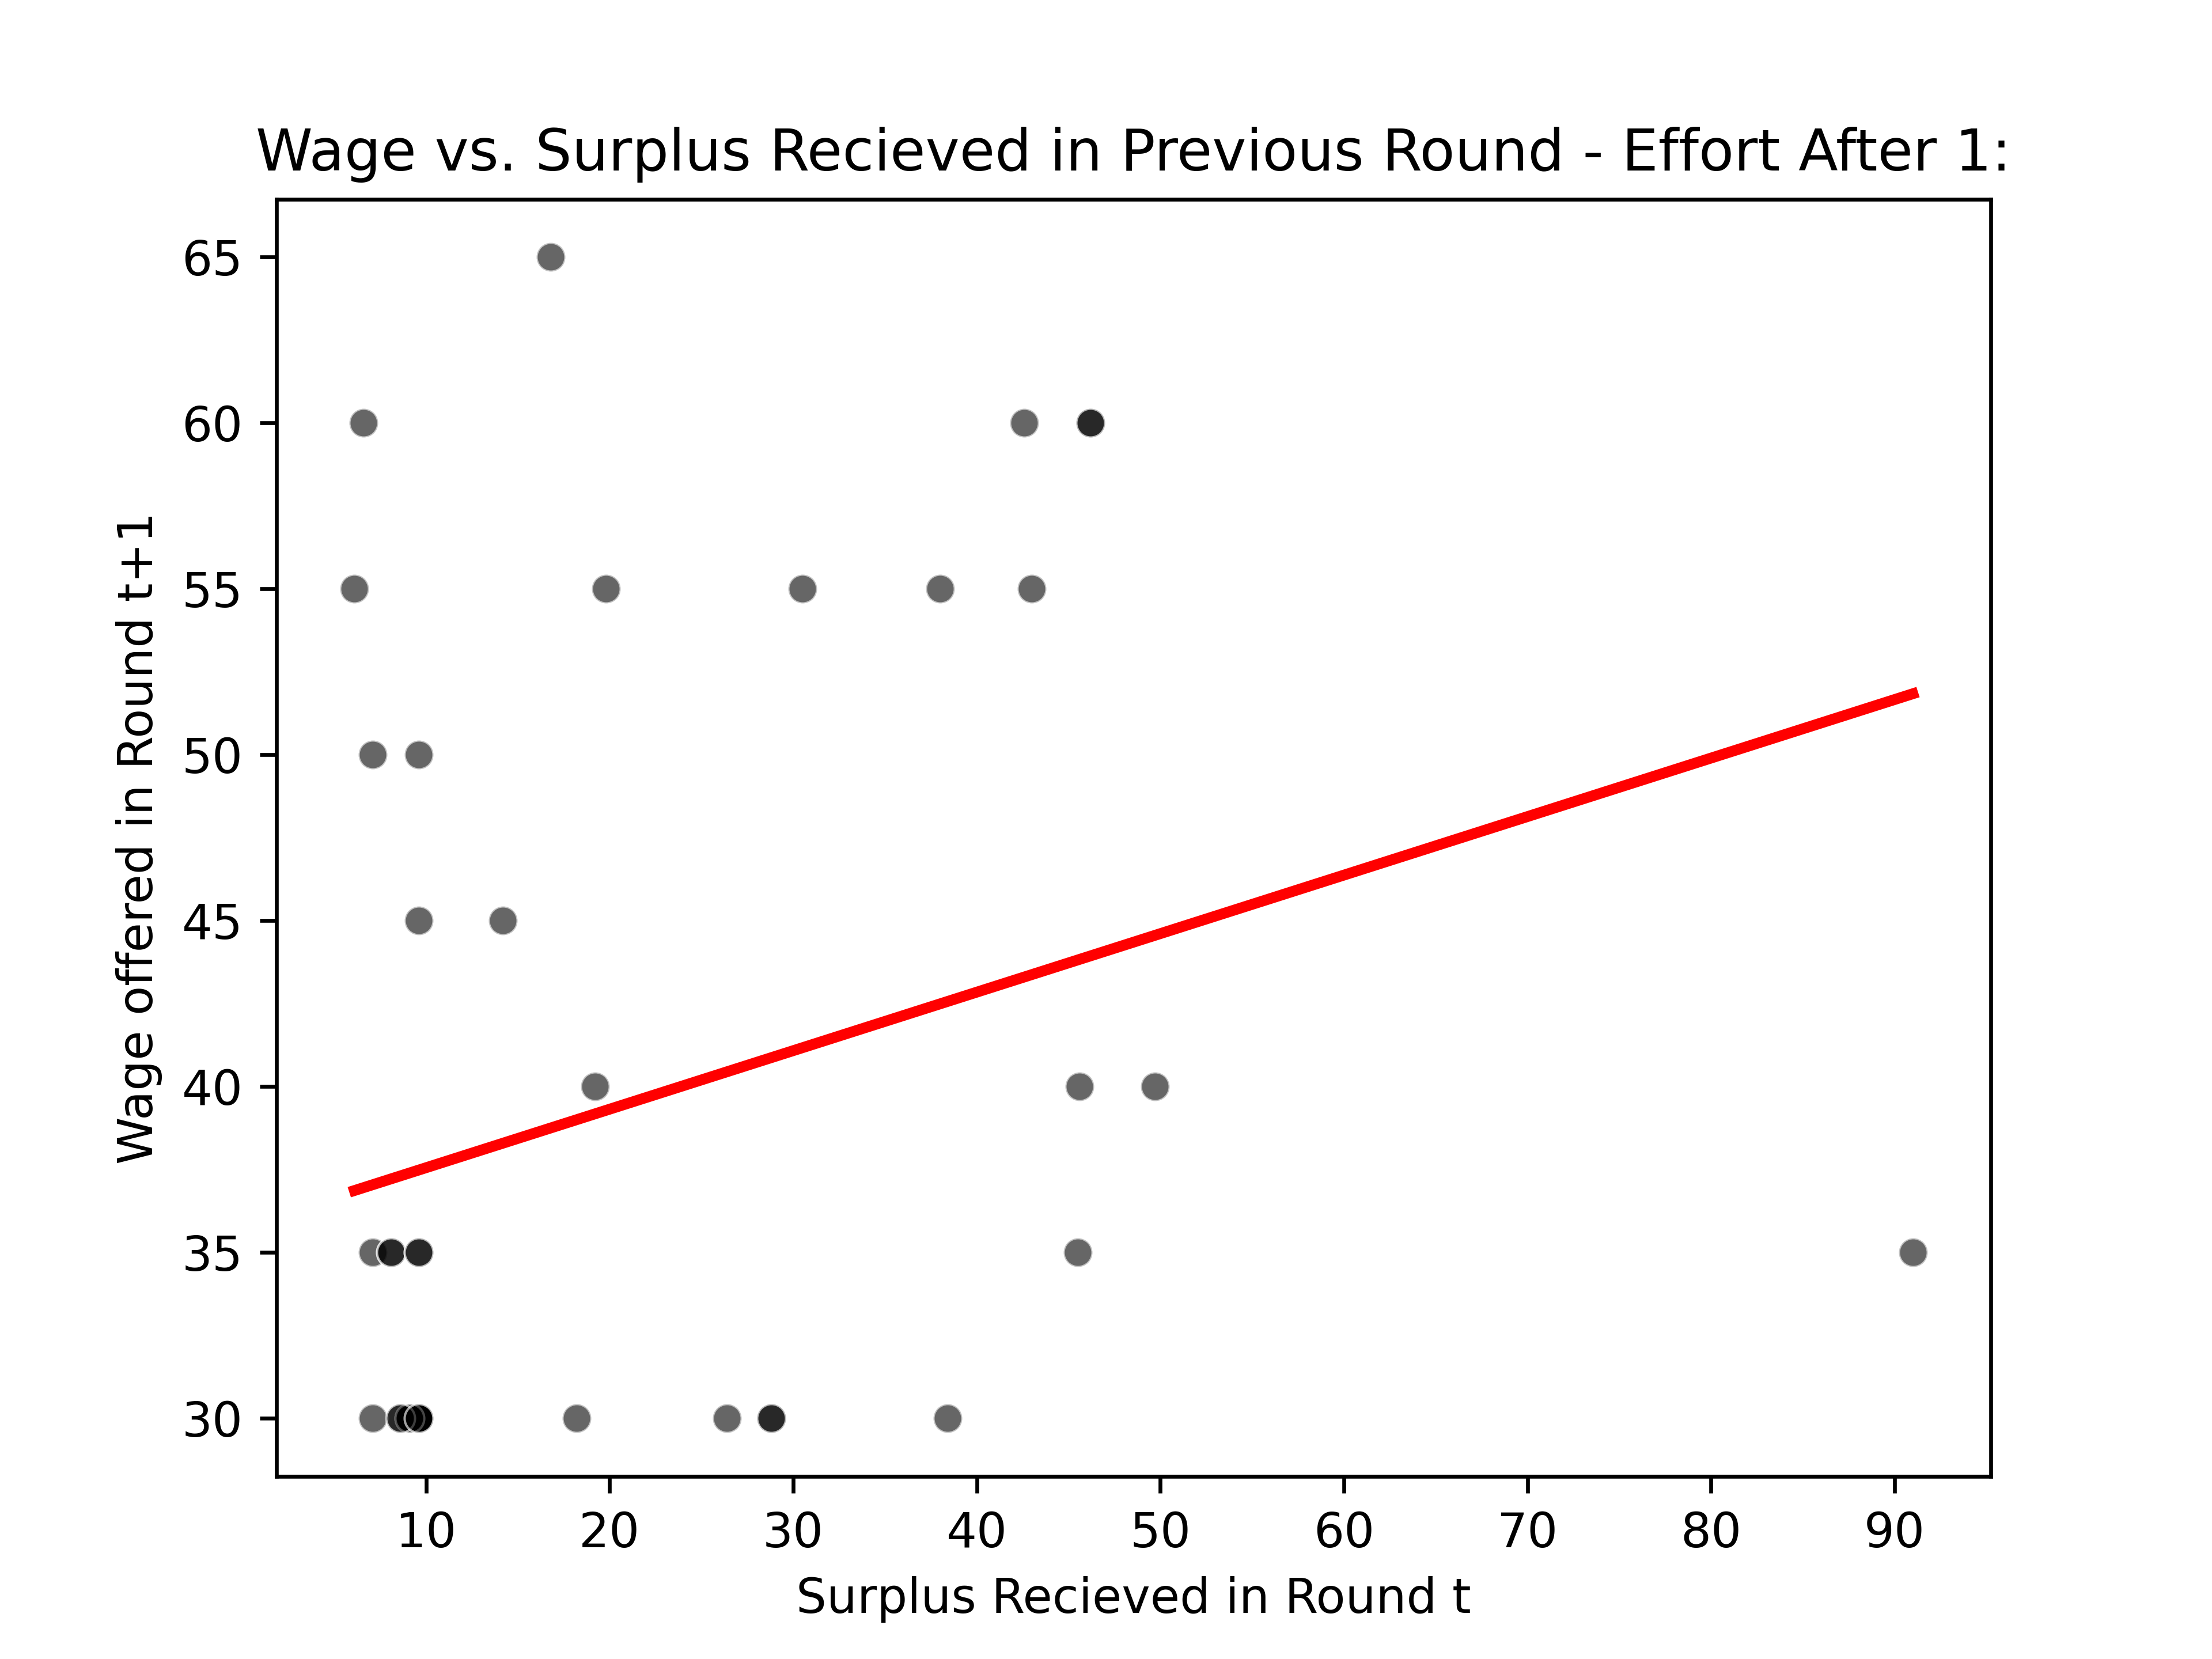 Wage vs. Surplus Recieved in Previous Round - Effort After 1:
Wage offered in Round t+1
65
60
55
50
45
40
35
30
10 20 30 40 50 60 70 80 90
Surplus Recieved in Round t